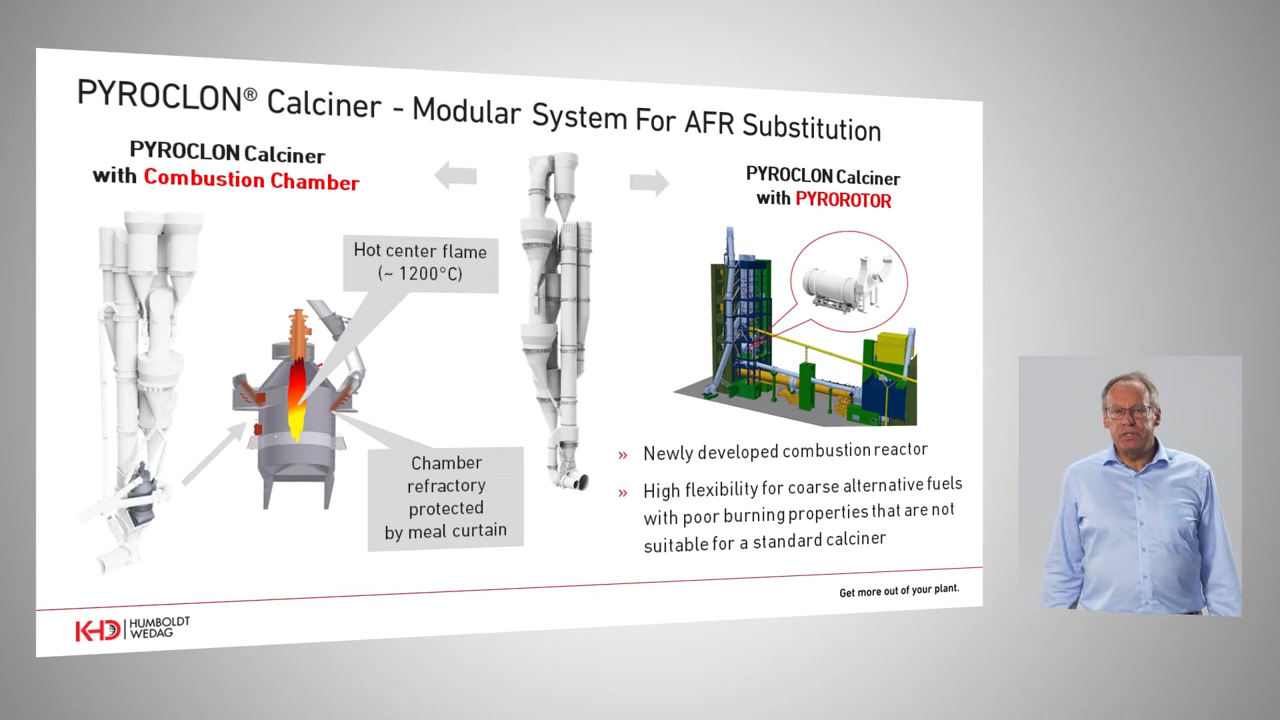 PYROCLON® Calciner - Modular System For AFR Substitution
PYROCLON Calciner
with Combustion Chamber
Hot center flame
(~ 1200°C)
Chamber
refractory
protected
by meal curtain
PYROCLON Calciner
with PYROROTOR
» Newly developed combustion reactor
» High flexibility for coarse alternative fuels
with poor burning properties that are not
suitable for a standard calciner
Get more out of your plant.
KHD HUMBOLDT
WEDAG